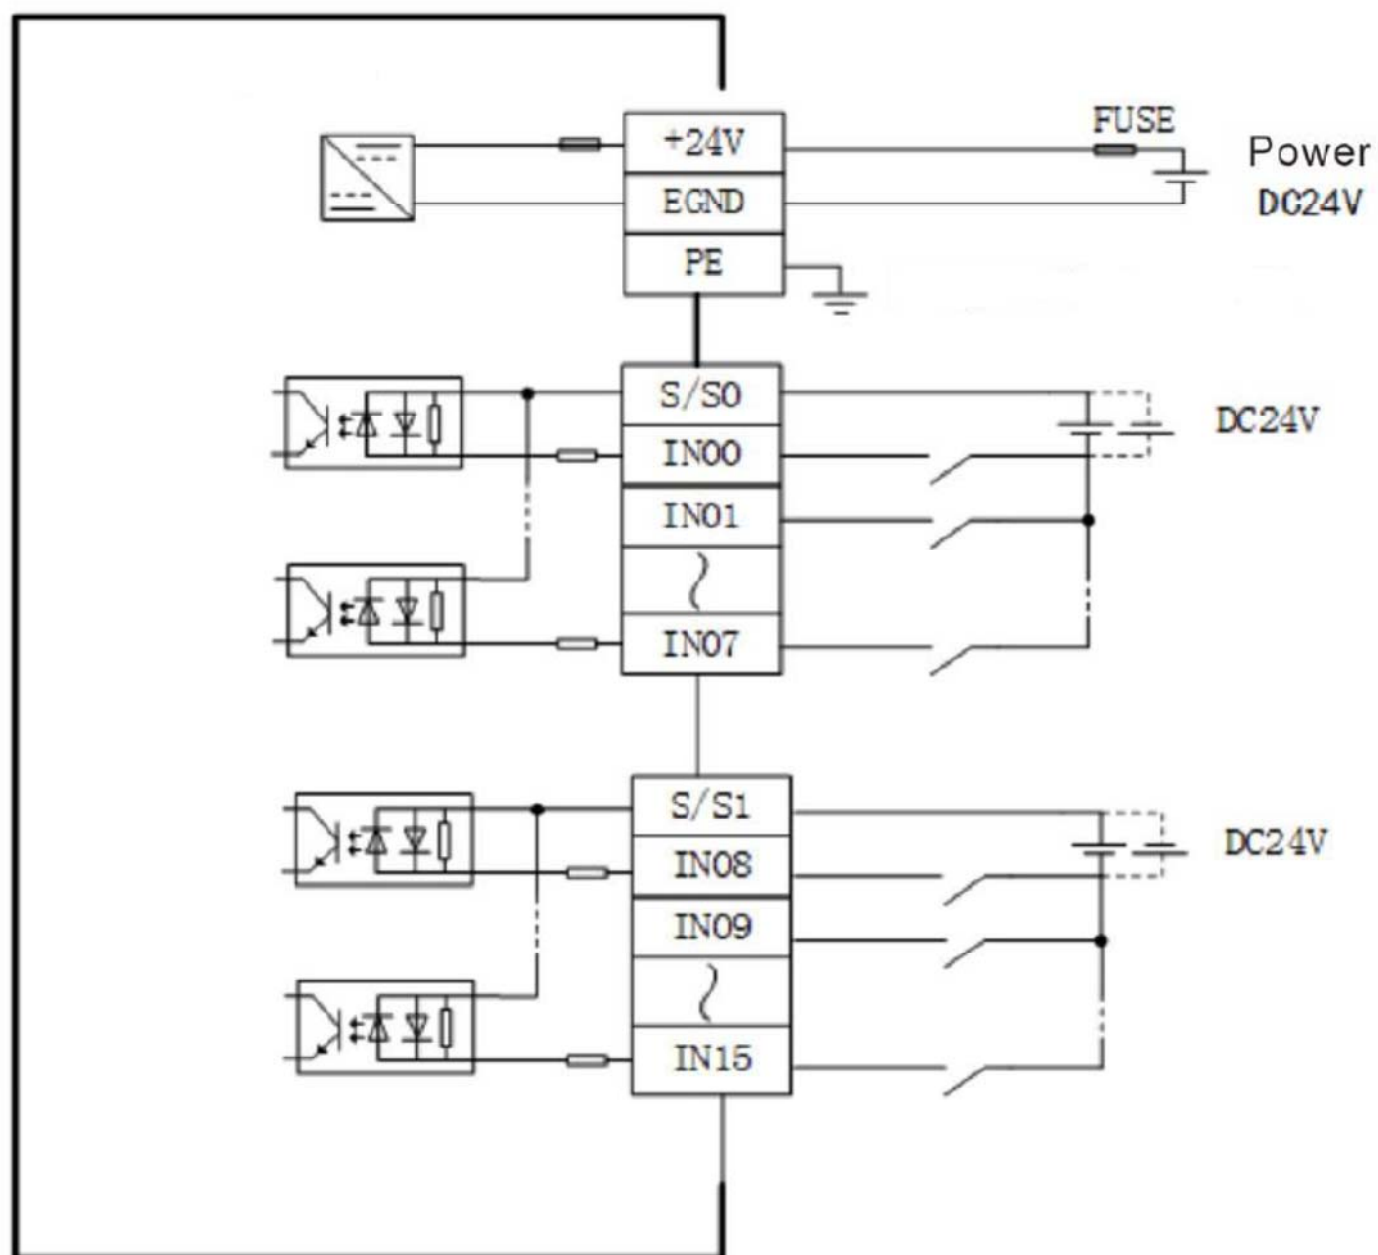 FUSE
+24V
Power
EGND
DC24V
PE
S/S0
DC24V
IN00
IN01
IN07
S/S1
DC24V
IN08
IN09
IN15